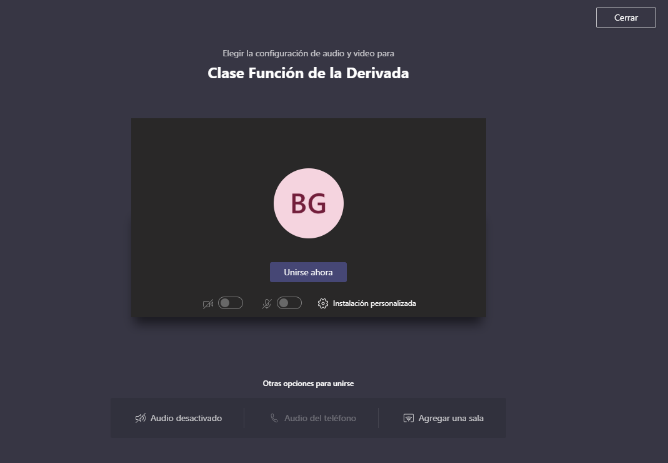 Cerrar
Elegir la configuración de audio y video para
Clase Función de la Derivada
BG
Unirse ahora
Instalación personalizada
Otras opciones para unirse
Audio desactivado
Audio del teléfono
Agregar una sala